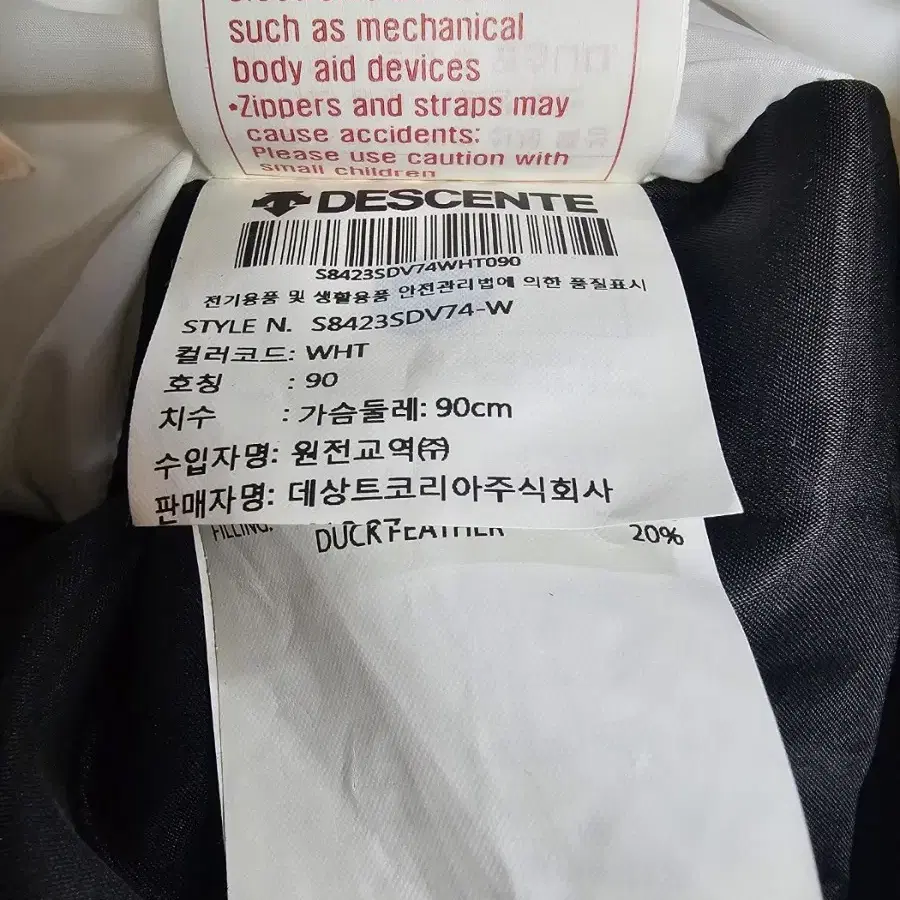 such as mechanical
body aid devices
•Zippers and straps may
cause accidents:
Please use caution with
small children
DESCENTE
S8423SDV74WHT090
전기용품 및 생활용품 안전관리법에 의한 품질표시
STYLE N. S8423SDV74-W
컬러코드: WHT
호칭 : 90
치수 : 가슴둘레: 90cm
수입자명: 원전교역㈜
판매자명: 데상트코리아주식회사
FILLING: DUCK FEATHER 20%